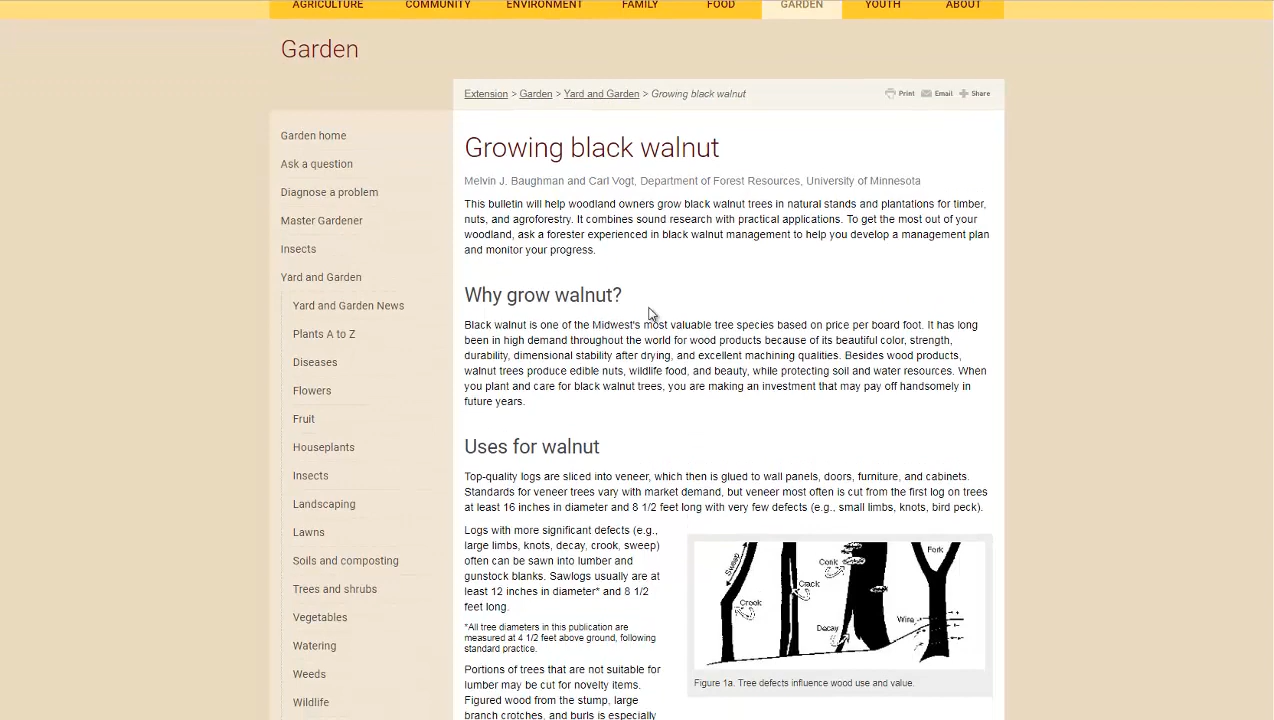 AGRICULTURE COMMUNITY ENVIRONMENT FAMILY FOOD GARDEN YOUTH ABOUT
Garden
Extension > Garden > Yard and Garden > Growing black walnut
Print Email Share
Garden home
Ask a question
Diagnose a problem
Master Gardener
Insects
Yard and Garden
Yard and Garden News
Plants A to Z
Diseases
Flowers
Fruit
Houseplants
Insects
Landscaping
Lawns
Soils and composting
Trees and shrubs
Vegetables
Watering
Weeds
Wildlife
Growing black walnut
Melvin J. Baughman and Carl Vogt, Department of Forest Resources, University of Minnesota
This bulletin will help woodland owners grow black walnut trees in natural stands and plantations for timber,
nuts, and agroforestry. It combines sound research with practical applications. To get the most out of your
woodland, ask a forester experienced in black walnut management to help you develop a management plan
and monitor your progress.
Why grow walnut?
Black walnut is one of the Midwest's most valuable tree species based on price per board foot. It has long
been in high demand throughout the world for wood products because of its beautiful color, strength,
durability, dimensional stability after drying, and excellent machining qualities. Besides wood products,
walnut trees produce edible nuts, wildlife food, and beauty, while protecting soil and water resources. When
you plant and care for black walnut trees, you are making an investment that may pay off handsomely in
future years.
Uses for walnut
Top-quality logs are sliced into veneer, which then is glued to wall panels, doors, furniture, and cabinets.
Standards for veneer trees vary with market demand, but veneer most often is cut from the first log on trees
at least 16 inches in diameter and 8 1/2 feet long with very few defects (e.g., small limbs, knots, bird peck).
Logs with more significant defects (e.g.,
large limbs, knots, decay, crook, sweep)
often can be sawn into lumber and
gunstock blanks. Sawlogs usually are at
least 12 inches in diameter* and 8 1/2
feet long.
*All tree diameters in this publication are
measured at 4 1/2 feet above ground, following
standard practice.
Portions of trees that are not suitable for
lumber may be cut for novelty items.
Figured wood from the stump, large
branch crotches, and burls is especially
Sweep
Crook
Crack
Conk
Decay
Wire
Fork
Figure 1a. Tree defects influence wood use and value.